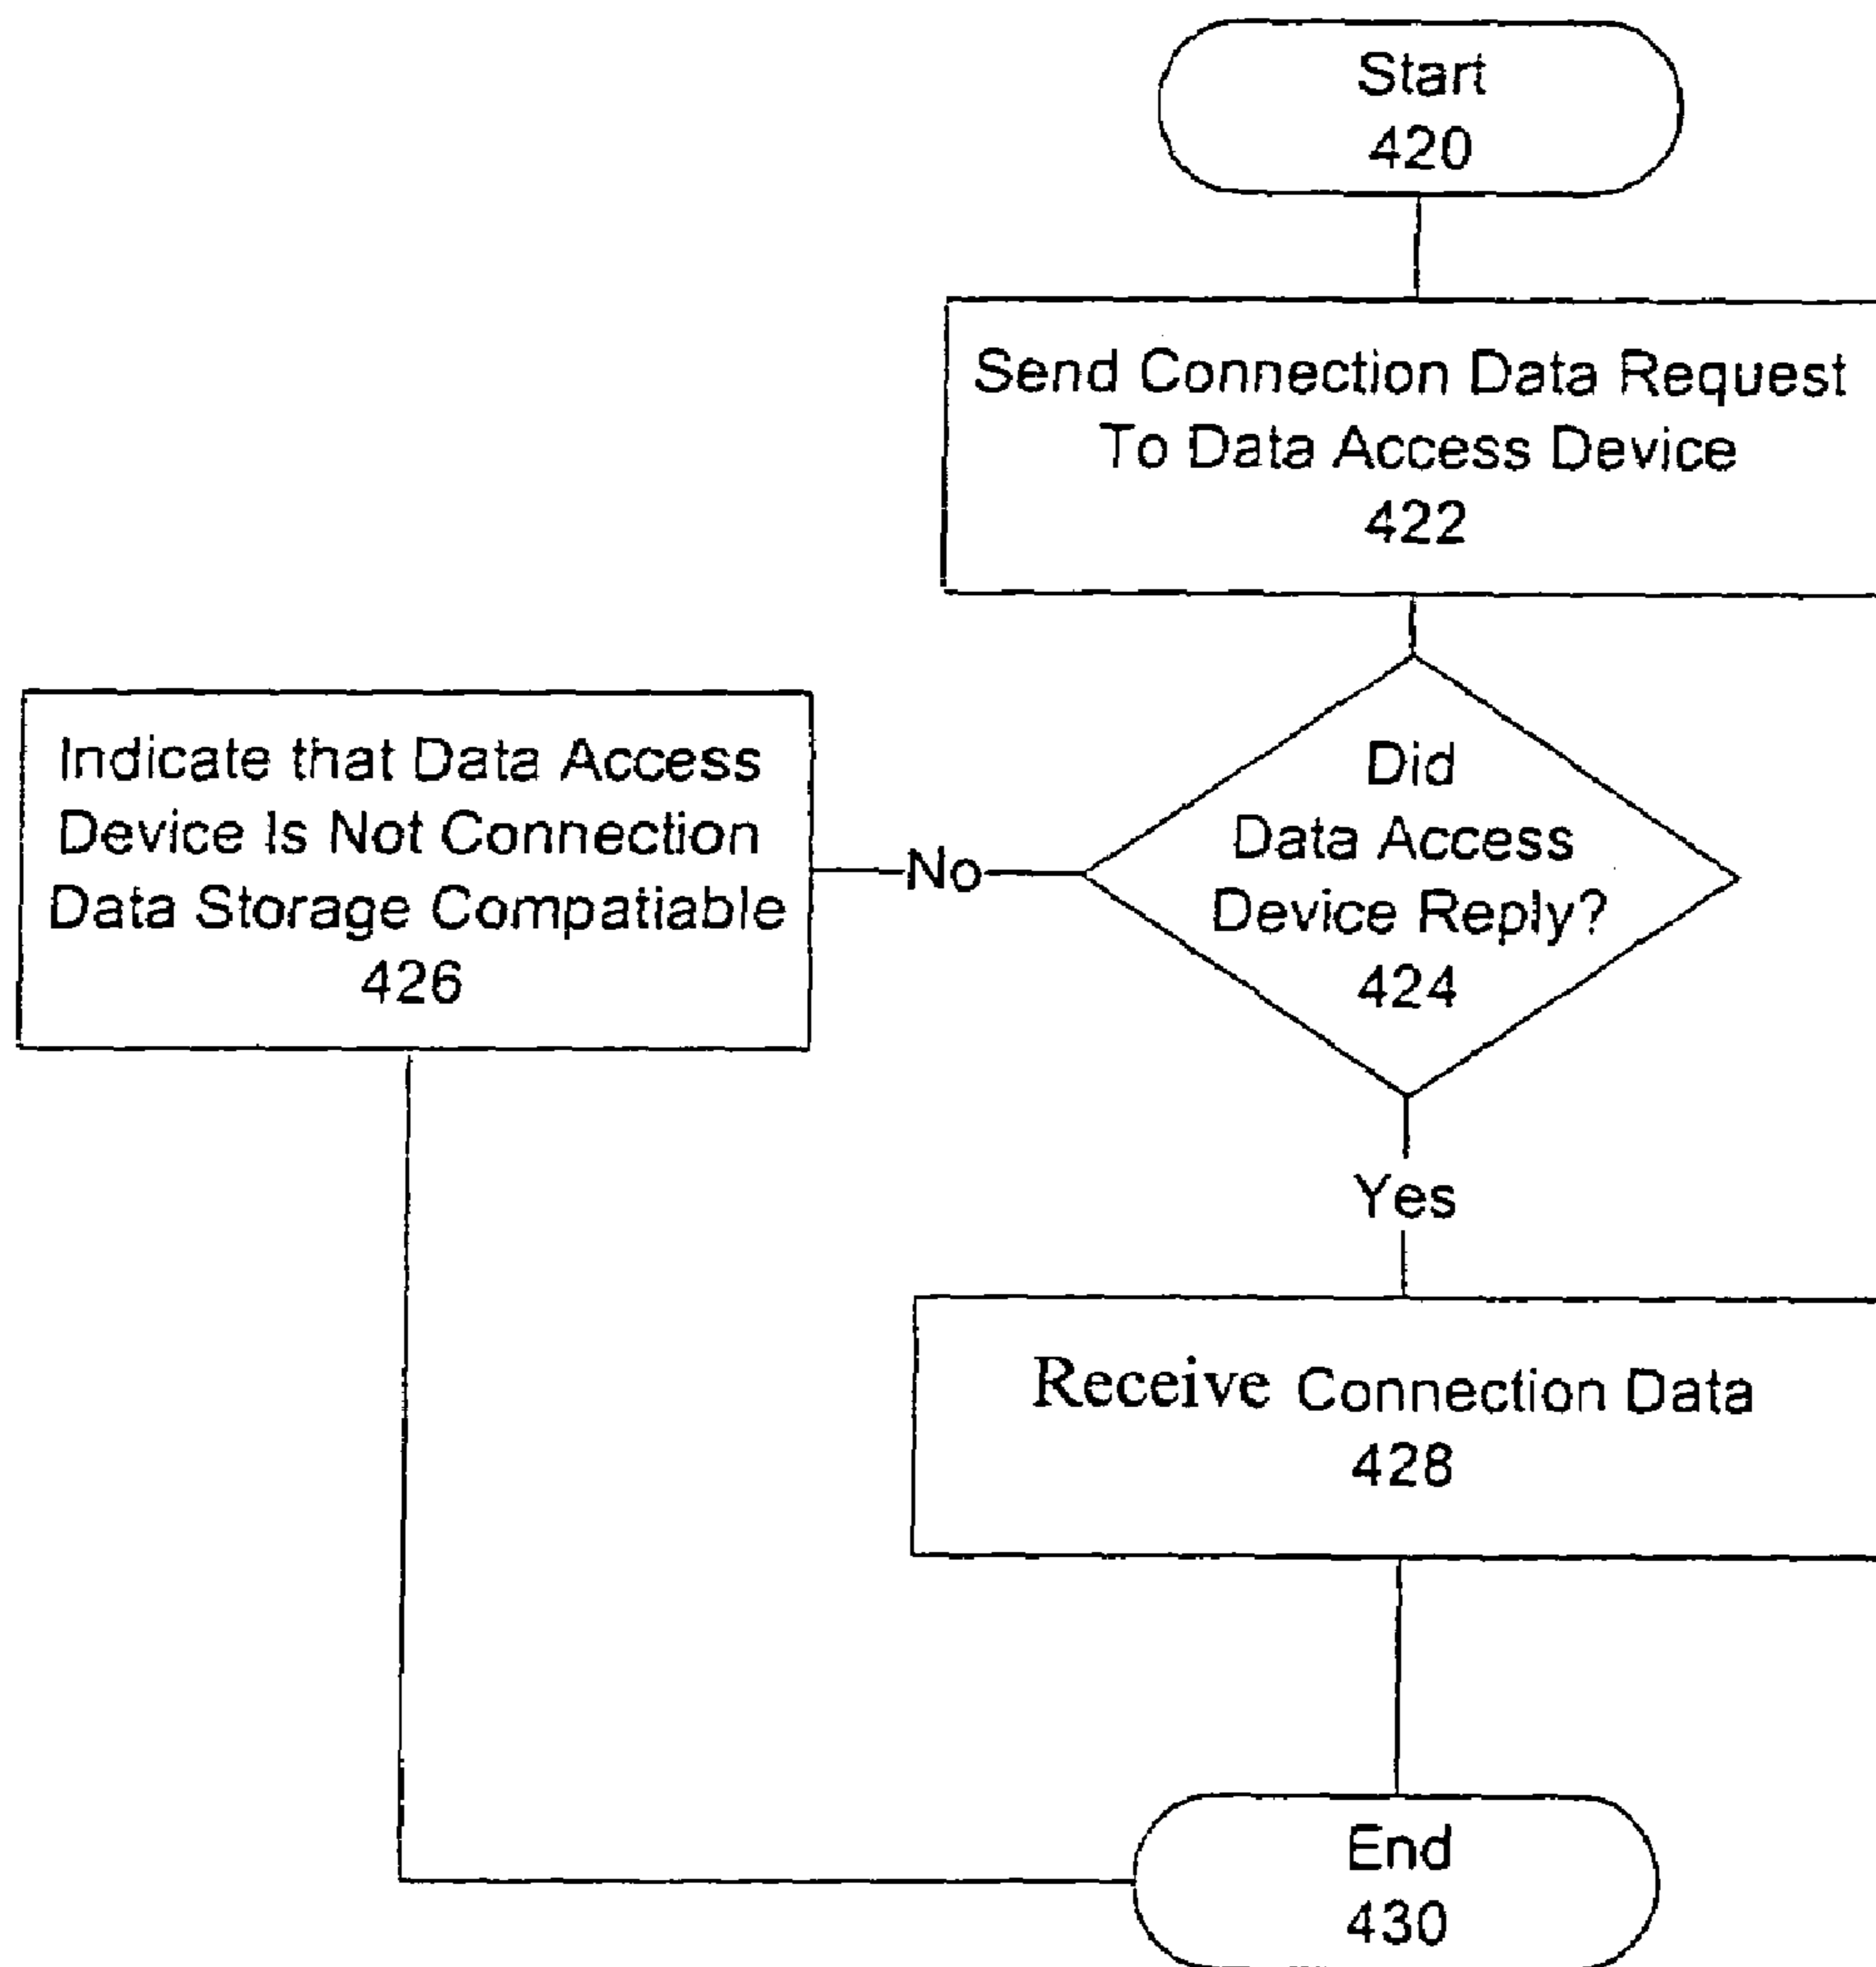 Start
420
Send Connection Data Request
To Data Access Device
422
Did
Data Access
Device Reply?
424
No
Indicate that Data Access
Device Is Not Connection
Data Storage Compatiable
426
Yes
Receive Connection Data
428
End
430